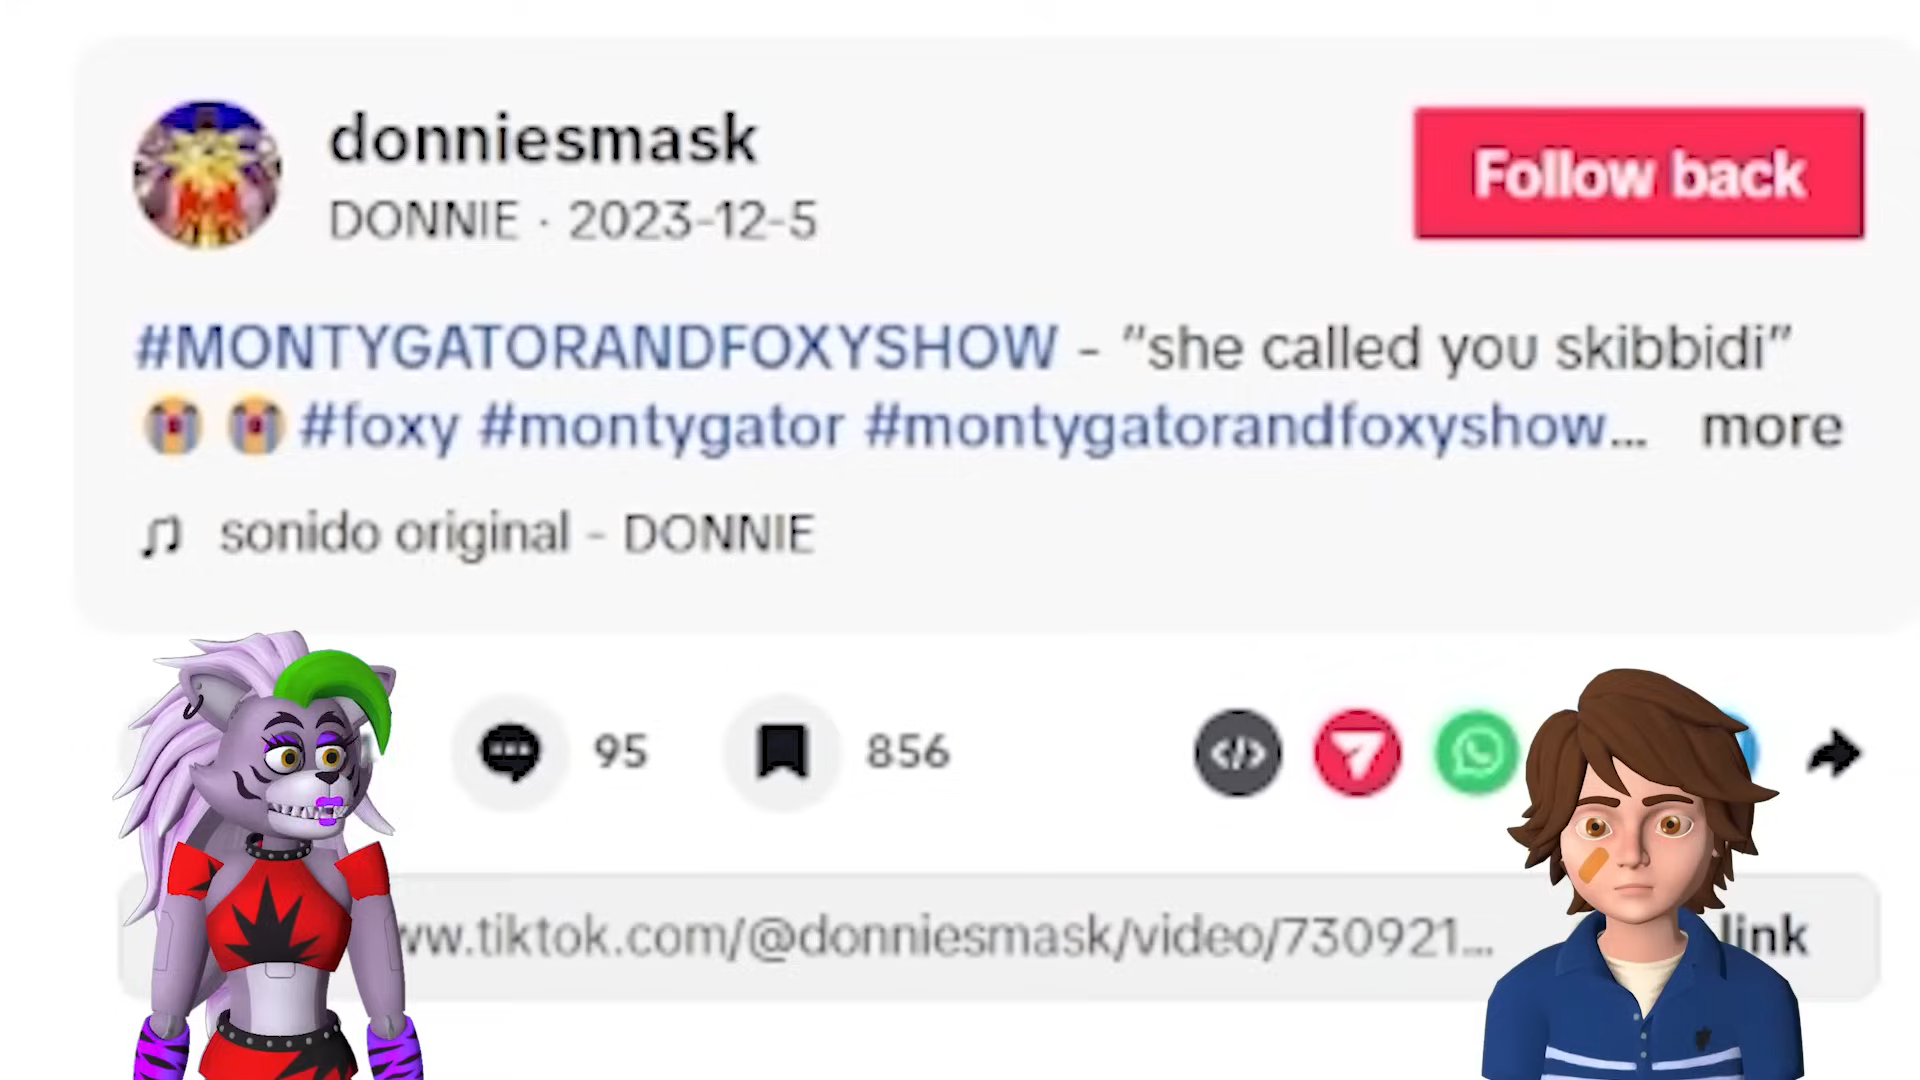 donniesmask
DONNIE · 2023-12-5
Follow back
#MONTYGATORANDFOXYSHOW - “she called you skibbidi”
😭 😭 #foxy #montygator #montygatorandfoxyshow... more
sonido original - DONNIE
95
856
ww.tiktok.com/@donniesmask/video/730921...
link